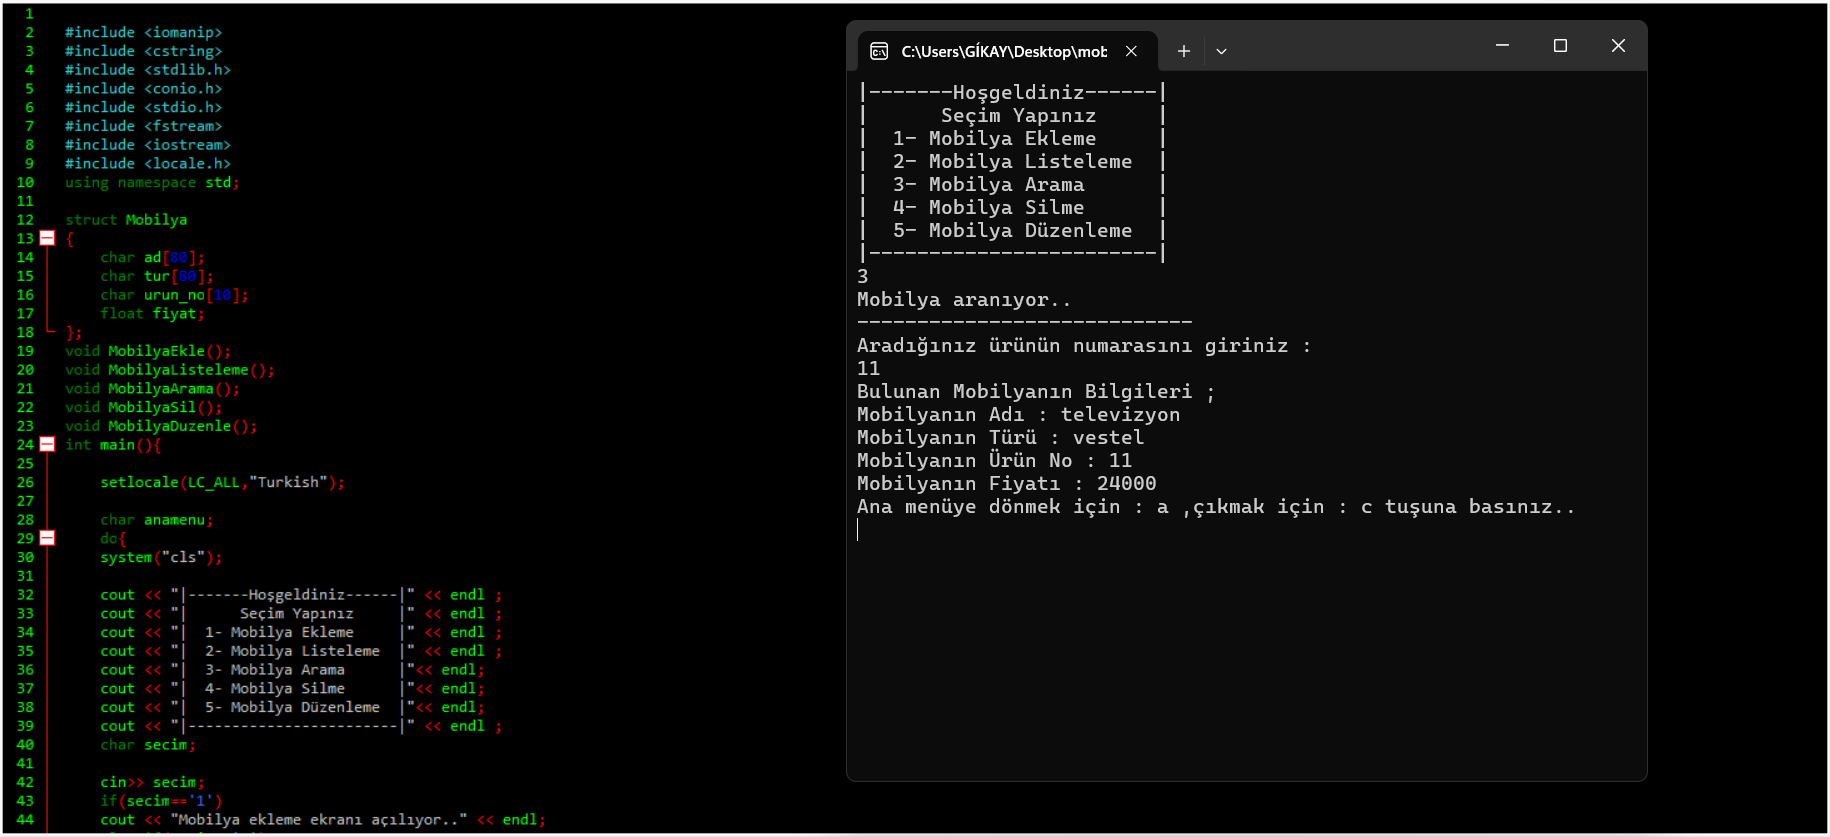 1
2 #include <iomanip>
3 #include <cstring>
4 #include <stdlib.h>
5 #include <conio.h>
6 #include <stdio.h>
7 #include <fstream>
8 #include <iostream>
9 #include <locale.h>
10 using namespace std;
11
12 struct Mobilya
13 {
14 char ad[80];
15 char tur[80];
16 char urun_no[10];
17 float fiyat;
18 };
19 void MobilyaEkle();
20 void MobilyaListeleme();
21 void MobilyaArama();
22 void MobilyaSil();
23 void MobilyaDuzenle();
24 int main(){
25
26 setlocale(LC_ALL,"Turkish");
27
28 char anamenu;
29 do{
30 system("cls");
31
32 cout << "|-------Hoşgeldiniz------|" << endl ;
33 cout << "|      Seçim Yapınız     |" << endl ;
34 cout << "|  1- Mobilya Ekleme     |" << endl ;
35 cout << "|  2- Mobilya Listeleme  |" << endl ;
36 cout << "|  3- Mobilya Arama      |"<< endl;
37 cout << "|  4- Mobilya Silme      |"<< endl;
38 cout << "|  5- Mobilya Düzenleme  |"<< endl;
39 cout << "|------------------------|" << endl ;
40 char secim;
41
42 cin>> secim;
43 if(secim=='1')
44 cout << "Mobilya ekleme ekranı açılıyor.." << endl;
C:\Users\GİKAY\Desktop\mob
|-------Hoşgeldiniz------|
|      Seçim Yapınız     |
|  1- Mobilya Ekleme     |
|  2- Mobilya Listeleme  |
|  3- Mobilya Arama      |
|  4- Mobilya Silme      |
|  5- Mobilya Düzenleme  |
|------------------------|
3
Mobilya aranıyor..
----------------------------
Aradığınız ürünün numarasını giriniz :
11
Bulunan Mobilyanın Bilgileri ;
Mobilyanın Adı : televizyon
Mobilyanın Türü : vestel
Mobilyanın Ürün No : 11
Mobilyanın Fiyatı : 24000
Ana menüye dönmek için : a ,çıkmak için : c tuşuna basınız..